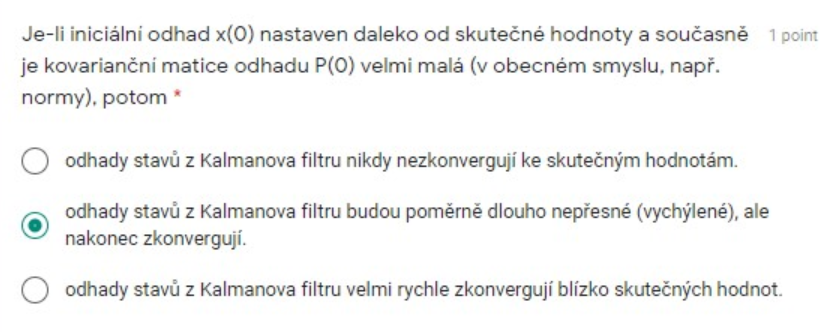 Je-li iniciální odhad x(0) nastaven daleko od skutečné hodnoty a současně 1 point
je kovarianční matice odhadu P(0) velmi malá (v obecném smyslu, např.
normy), potom *
odhady stavů z Kalmanova filtru nikdy nezkonvergují ke skutečným hodnotám.
odhady stavů z Kalmanova filtru budou poměrně dlouho nepřesné (vychýlené), ale
nakonec zkonvergují.
odhady stavů z Kalmanova filtru velmi rychle zkonvergují blízko skutečných hodnot.